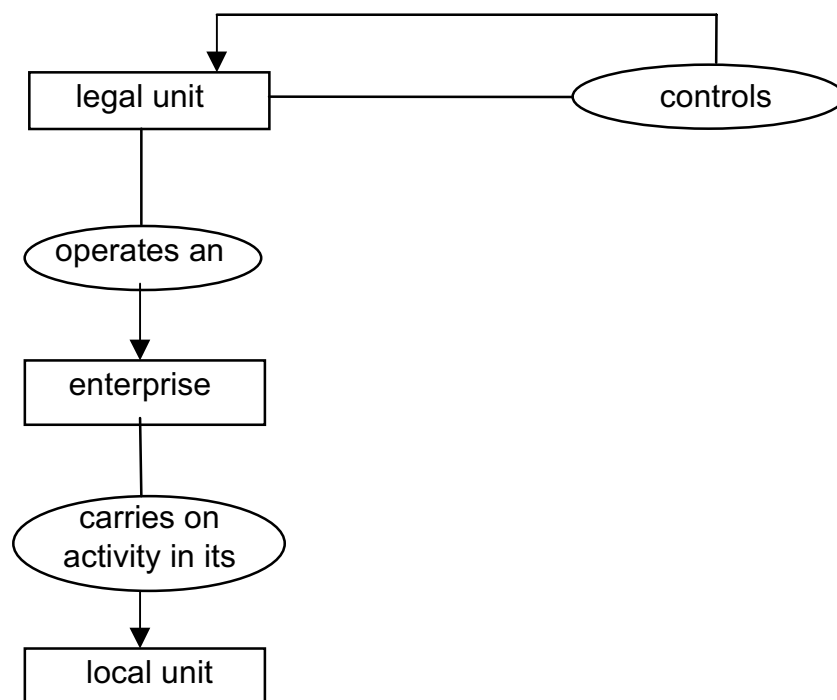 legal unit
controls
operates an
enterprise
carries on
activity in its
local unit